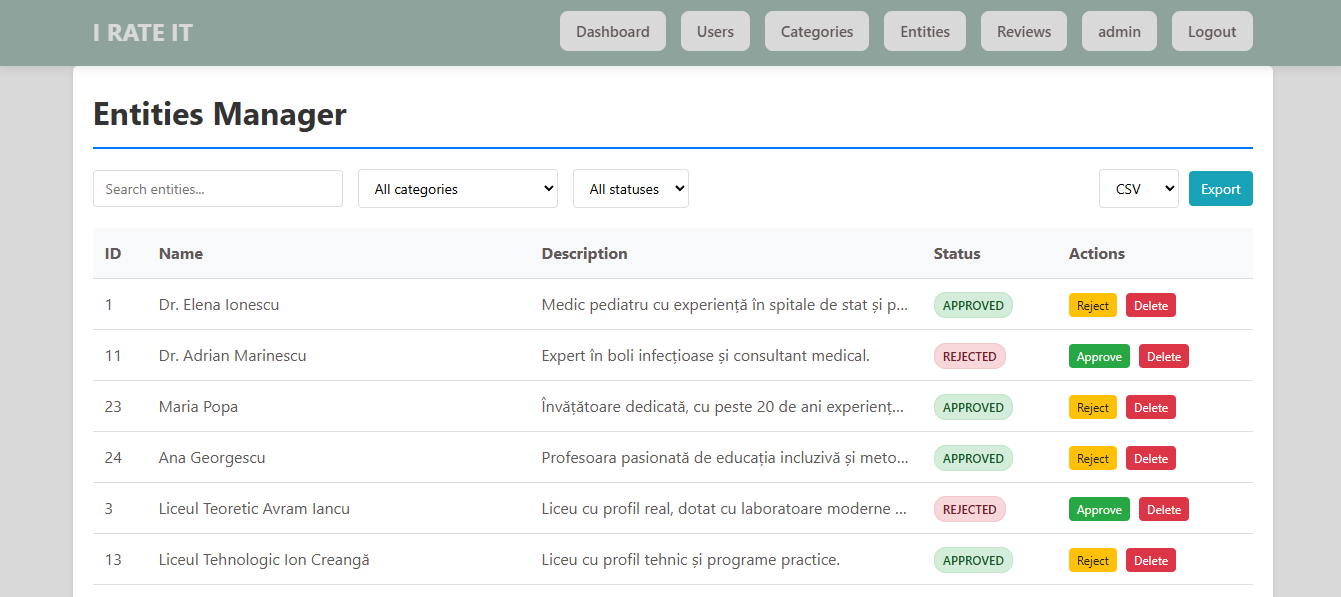 I RATE IT Dashboard Users Categories Entities Reviews admin Logout
Entities Manager
Search entities... All categories All statuses CSV Export
ID Name Description Status Actions
1 Dr. Elena Ionescu Medic pediatru cu experiență în spitale de stat și p... APPROVED Reject Delete
11 Dr. Adrian Marinescu Expert în boli infecțioase și consultant medical. REJECTED Approve Delete
23 Maria Popa Învățătoare dedicată, cu peste 20 de ani experienț... APPROVED Reject Delete
24 Ana Georgescu Profesoara pasionată de educația incluzivă și meto... APPROVED Reject Delete
3 Liceul Teoretic Avram Iancu Liceu cu profil real, dotat cu laboratoare moderne ... REJECTED Approve Delete
13 Liceul Tehnologic Ion Creangă Liceu cu profil tehnic și programe practice. APPROVED Reject Delete